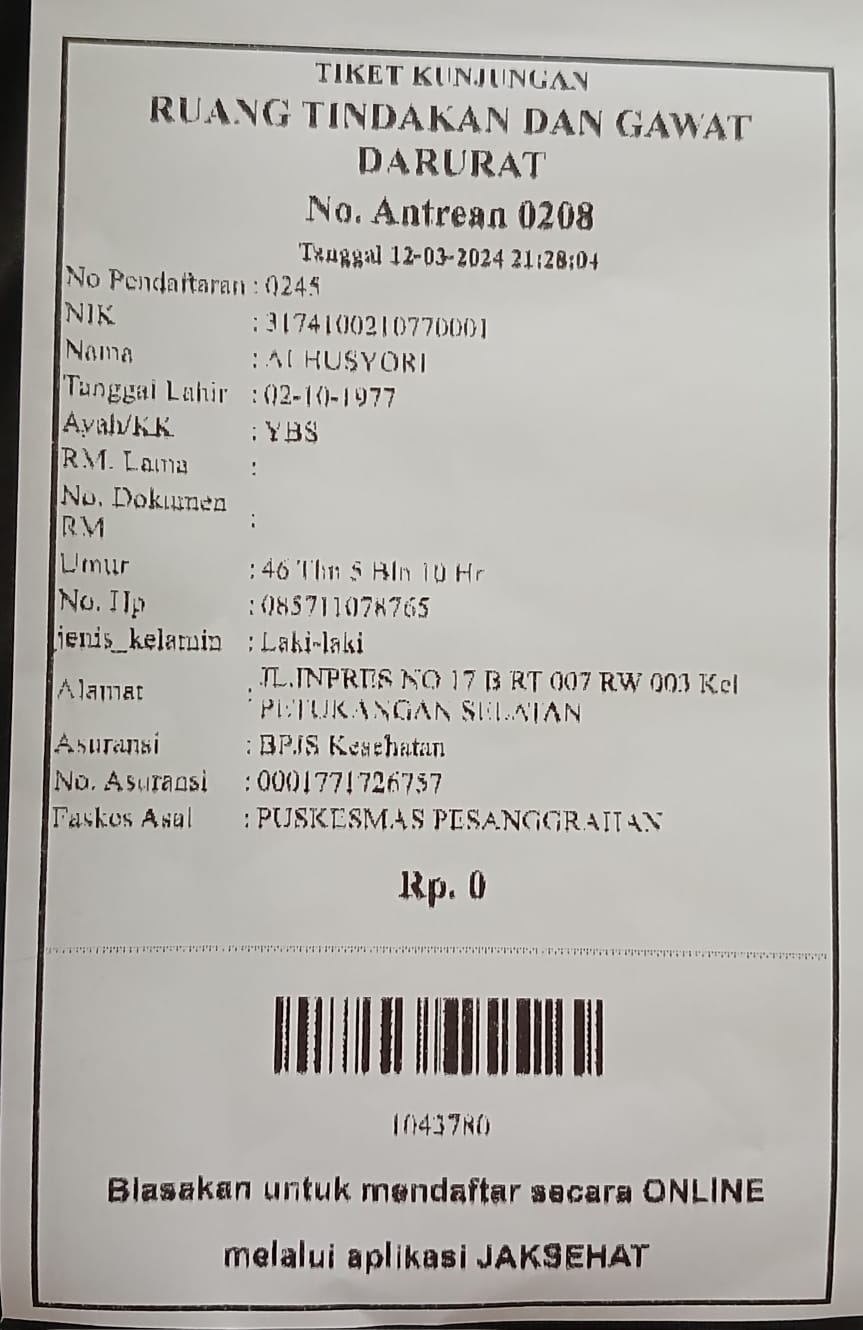 TIKET KUNJUNGAN
RUANG TINDAKAN DAN GAWAT
DARURAT
No. Antrean 0208
Tanggal 12-03-2024 21:28:04
No Pendaftaran : 0245
NIK : 3174100210770001
Nama : AL HUSYORI
Tanggal Lahir : 02-10-1977
Ayah/KK : YBS
RM. Lama :
No. Dokumen
RM :
Umur : 46 Thn 5 Bln 10 Hr
No. Hp : 085711078765
jenis_kelamin : Laki-laki
Alamat : JL.INPRES NO 17 B RT 007 RW 003 Kel
PETUKANGAN SELATAN
Asuransi : BPJS Kesehatan
No. Asuransi : 0001771726757
Faskes Asal : PUSKESMAS PESANGGRAHAN
Rp. 0
1043780
Biasakan untuk mendaftar secara ONLINE
melalui aplikasi JAKSEHAT